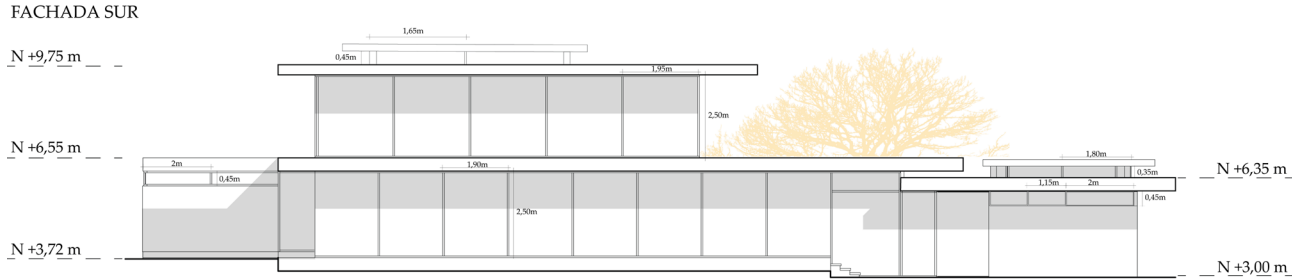 FACHADA SUR
1,65m
N +9,75 m
0,45m
1,95m
2,50m
N +6,55 m
2m
1,90m
1,80m
0,35m
N +6,35 m
0,45m
1,15m
2m
0,45m
2,50m
N +3,72 m
N +3,00 m